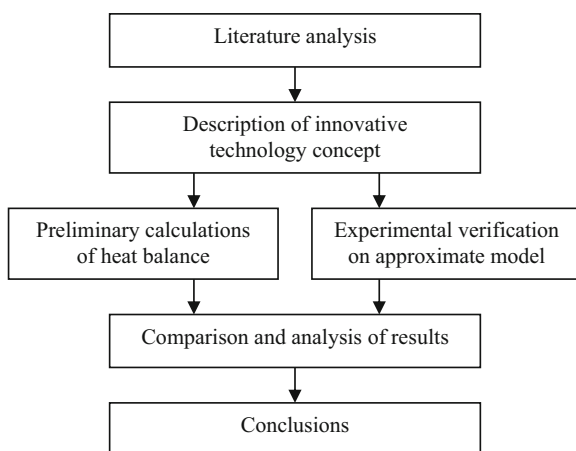 Literature analysis
Description of innovative
technology concept
Preliminary calculations
of heat balance
Experimental verification
on approximate model
Comparison and analysis of results
Conclusions